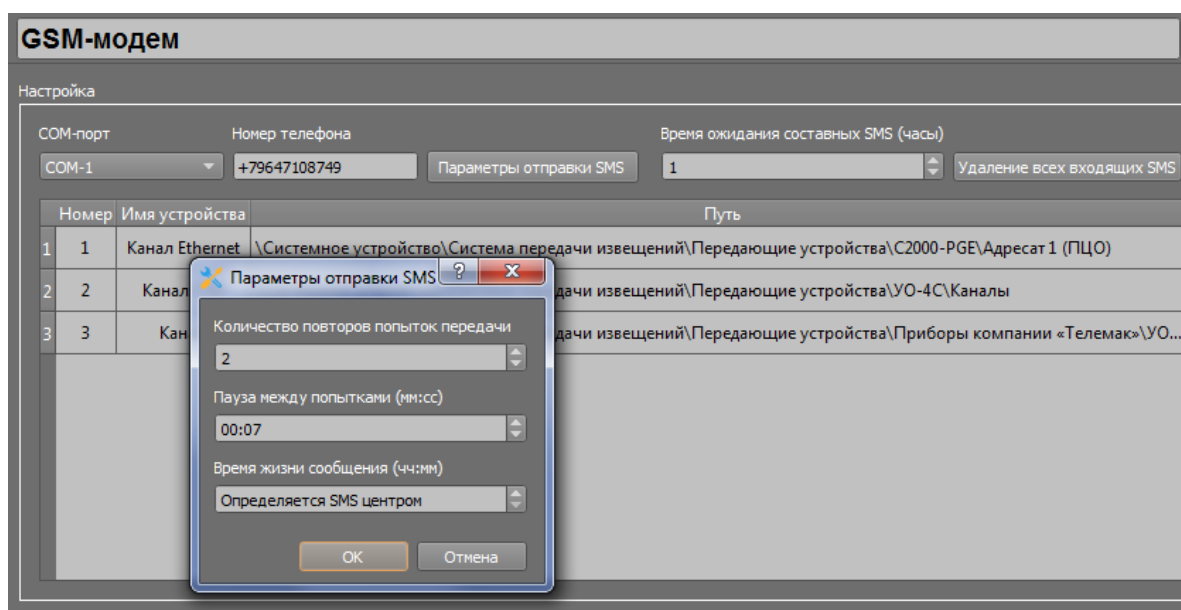 GSM-модем
Настройка
COM-порт Номер телефона Время ожидания составных SMS (часы)
COM-1 +79647108749 Параметры отправки SMS 1 Удаление всех входящих SMS
Номер Имя устройства Путь
1 1 Канал Ethernet \Системное устройство\Система передачи извещений\Передающие устройства\С2000-PGE\Адресат 1 (ПЦО)
2 2 Канал дачи извещений\Передающие устройства\УО-4С\Каналы
3 3 Кан дачи извещений\Передающие устройства\Приборы компании «Телемак»\УО...
Параметры отправки SMS ? X
Количество повторов попыток передачи
2
Пауза между попытками (мм:сс)
00:07
Время жизни сообщения (чч:мм)
Определяется SMS центром
OK Отмена